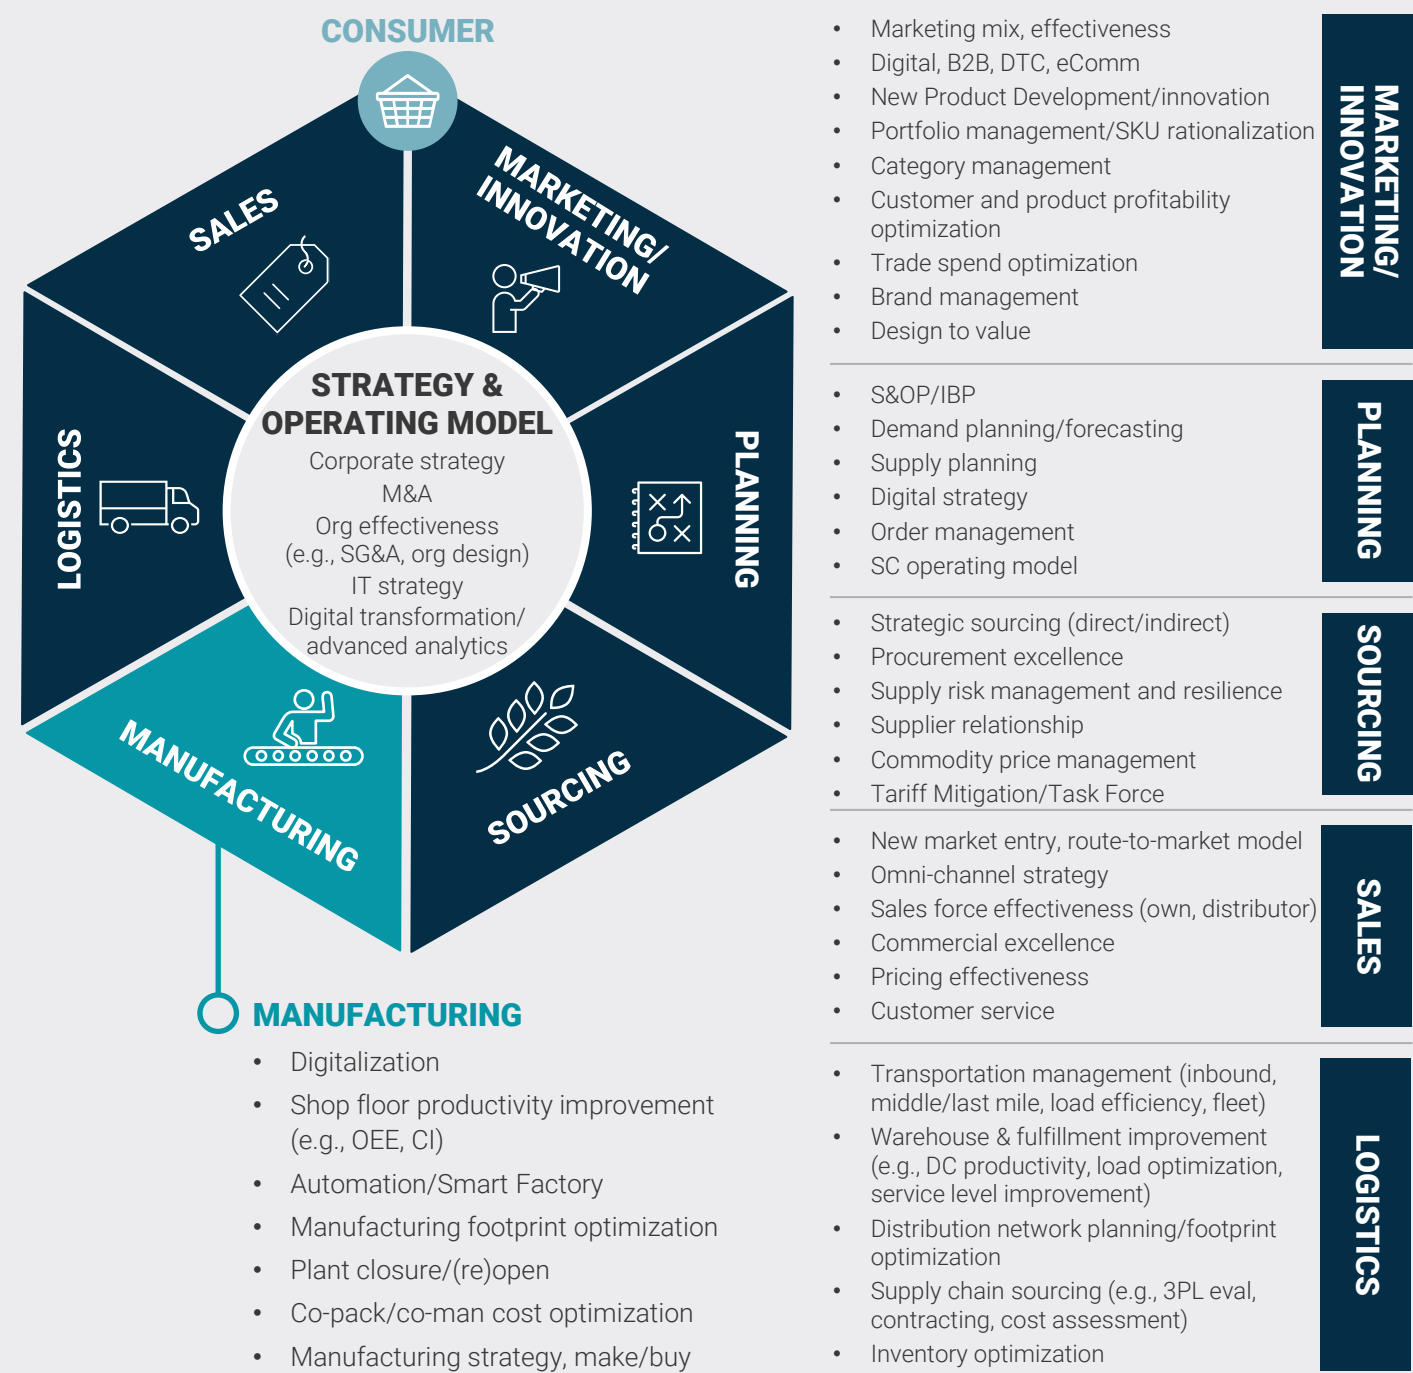 CONSUMER
SALES
MARKETING/
INNOVATION
LOGISTICS
PLANNING
MANUFACTURING
SOURCING
STRATEGY &
OPERATING MODEL
Corporate strategy
M&A
Org effectiveness
(e.g., SG&A, org design)
IT strategy
Digital transformation/
advanced analytics
MANUFACTURING
• Digitalization
• Shop floor productivity improvement
(e.g., OEE, CI)
• Automation/Smart Factory
• Manufacturing footprint optimization
• Plant closure/(re)open
• Co-pack/co-man cost optimization
• Manufacturing strategy, make/buy
MARKETING/
INNOVATION
• Marketing mix, effectiveness
• Digital, B2B, DTC, eComm
• New Product Development/innovation
• Portfolio management/SKU rationalization
• Category management
• Customer and product profitability
optimization
• Trade spend optimization
• Brand management
• Design to value
PLANNING
• S&OP/IBP
• Demand planning/forecasting
• Supply planning
• Digital strategy
• Order management
• SC operating model
SOURCING
• Strategic sourcing (direct/indirect)
• Procurement excellence
• Supply risk management and resilience
• Supplier relationship
• Commodity price management
• Tariff Mitigation/Task Force
SALES
• New market entry, route-to-market model
• Omni-channel strategy
• Sales force effectiveness (own, distributor)
• Commercial excellence
• Pricing effectiveness
• Customer service
LOGISTICS
• Transportation management (inbound,
middle/last mile, load efficiency, fleet)
• Warehouse & fulfillment improvement
(e.g., DC productivity, load optimization,
service level improvement)
• Distribution network planning/footprint
optimization
• Supply chain sourcing (e.g., 3PL eval,
contracting, cost assessment)
• Inventory optimization